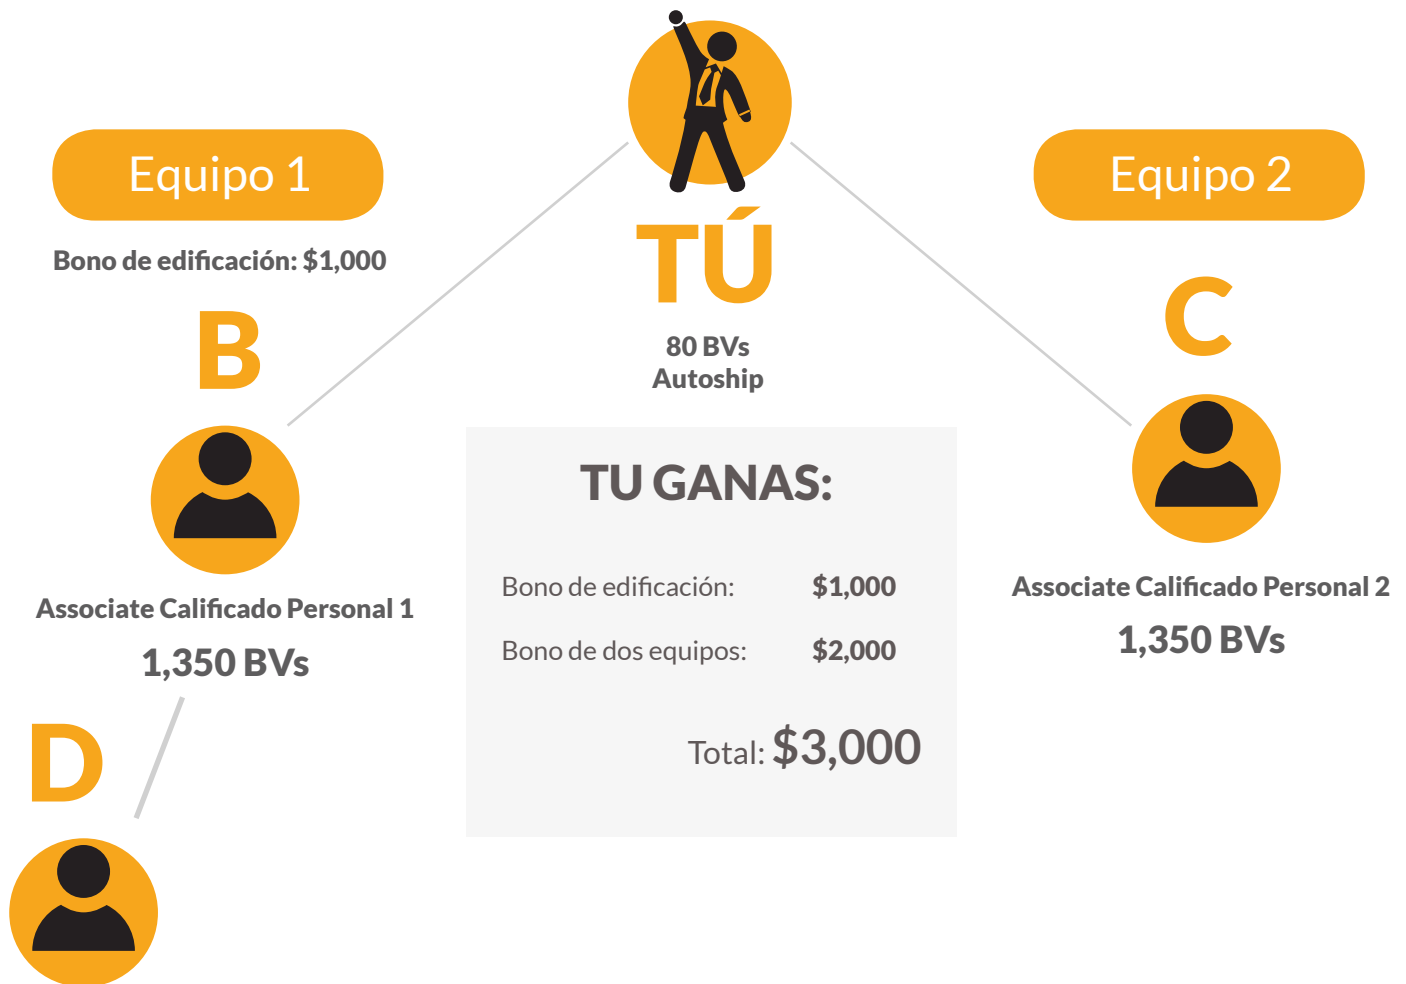 Equipo 1
Bono de edificación: $1,000
B
Associate Calificado Personal 1
1,350 BVs
D
TÚ
80 BVs
Autoship
TU GANAS:
Bono de edificación: $1,000
Bono de dos equipos: $2,000
Total: $3,000
Equipo 2
C
Associate Calificado Personal 2
1,350 BVs